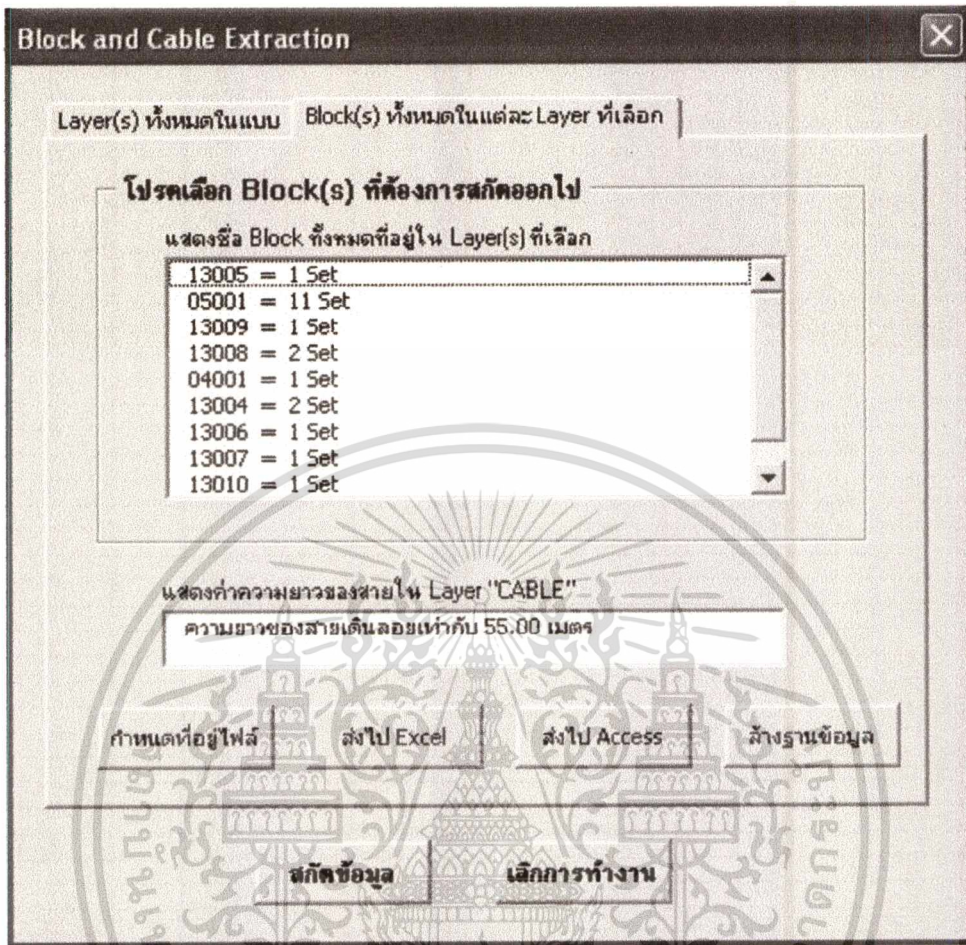 Block and Cable Extraction
Layer(s) ทั้งหมดในแบบ
Block(s) ทั้งหมดในแต่ละ Layer ที่เลือก
โปรดเลือก Block(s) ที่ต้องการสกัดออกไป
แสดงชื่อ Block ทั้งหมดที่อยู่ใน Layer(s) ที่เลือก
13005 = 1 Set
05001 = 11 Set
13009 = 1 Set
13008 = 2 Set
04001 = 1 Set
13004 = 2 Set
13006 = 1 Set
13007 = 1 Set
13010 = 1 Set
แสดงค่าความยาวของสายใน Layer "CABLE"
ความยาวของสายเดินลอยเท่ากับ 55.00 เมตร
กำหนดที่อยู่ไฟล์
ส่งไป Excel
ส่งไป Access
ล้างฐานข้อมูล
สกัดข้อมูล
เลิกการทำงาน